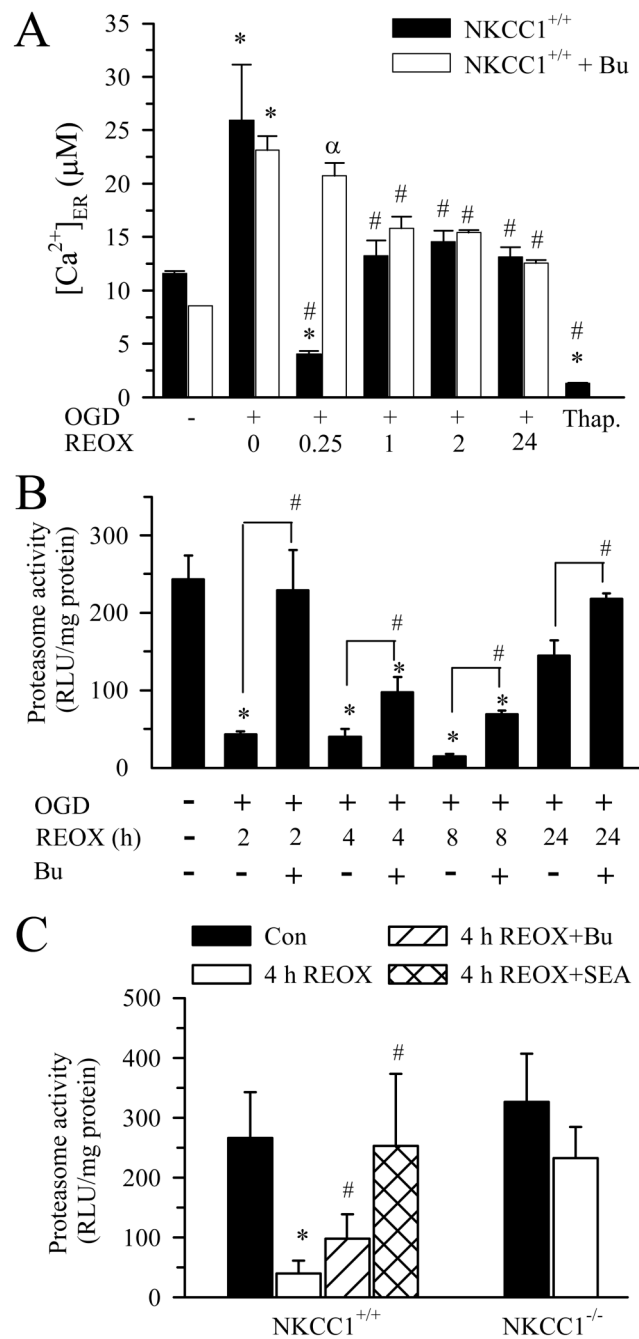 A
NKCC1+/+
NKCC1+/+ + Bu
[Ca2+]ER (μM)
35
30
25
20
15
10
5
0
*
*
#
*
α
# #
# #
# #
#
*
OGD - + + + + + Thap.
REOX 0 0.25 1 2 24
B
Proteasome activity
(RLU/mg protein)
300
200
100
0
#
#
#
#
* * * * *
OGD - + + + + + + + +
REOX (h) - 2 2 4 4 8 8 24 24
Bu - - + - + - + - +
C
Con 4 h REOX+Bu
4 h REOX 4 h REOX+SEA
Proteasome activity
(RLU/mg protein)
500
400
300
200
100
0
* # #
NKCC1+/+ NKCC1-/-